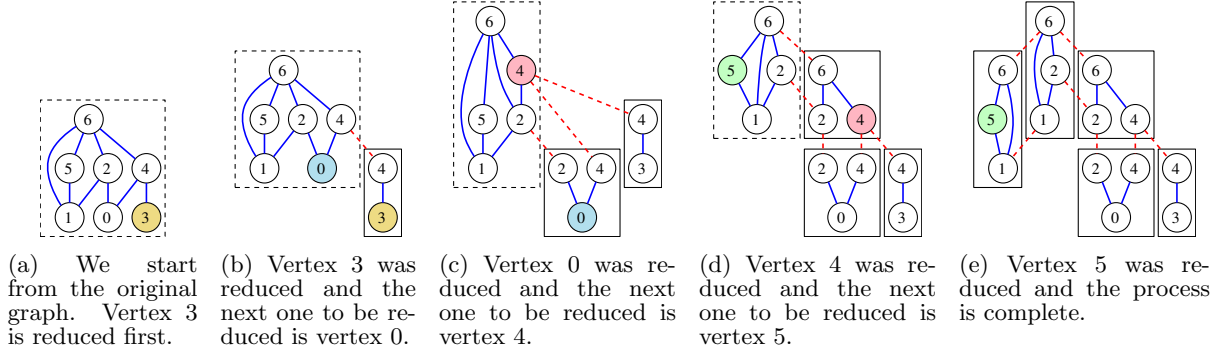 6
5 2 4
1 0 3
6
5 2 4
1 0 4
3
6
4
5 2 4
1 2 4 3
0
6
5 2 6
1 2 4
2 4 4
0 3
6
6 2 6
5 1 2 4
1 2 4 4
0 3
(a) We start
from the original
graph. Vertex 3
is reduced first.
(b) Vertex 3 was
rereduced and the
next one to be re-
duced is vertex 0.
(c) Vertex 0 was re-
duced and the next
one to be reduced is
vertex 4.
(d) Vertex 4 was re-
duced and the next
one to be reduced is
vertex 5.
(e) Vertex 5 was re-
duced and the process
is complete.